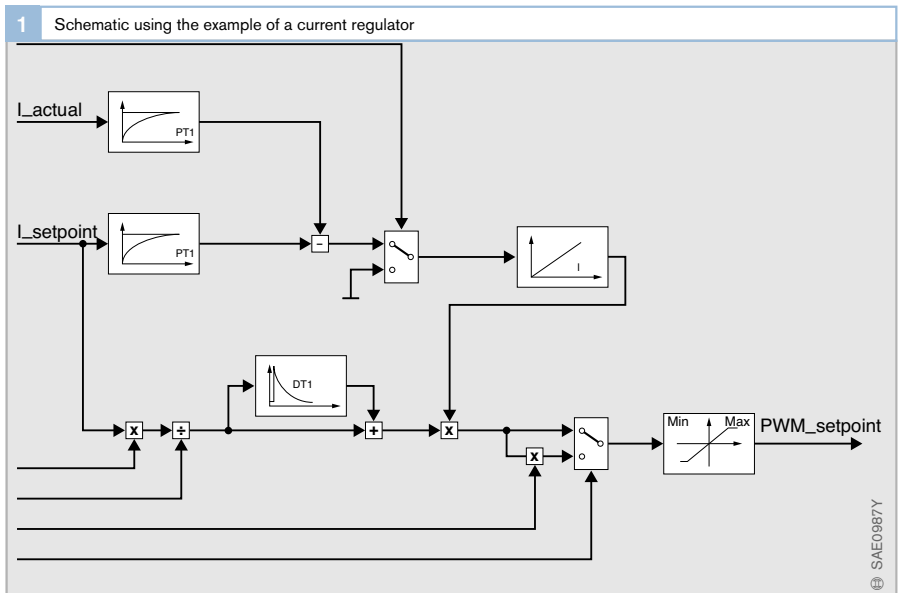 1 Schematic using the example of a current regulator
I_actual
PT1
I_setpoint
PT1
-
I
DT1
x
÷
+
x
Min Max
PWM_setpoint
x
SAE0987Y